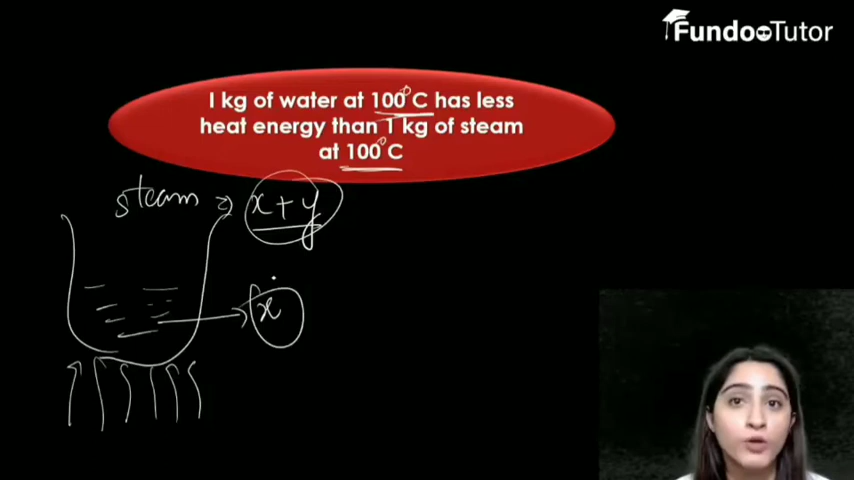 FundooTutor
1 kg of water at 100°C has less
heat energy than 1 kg of steam
at 100°C
steam → x + y
x